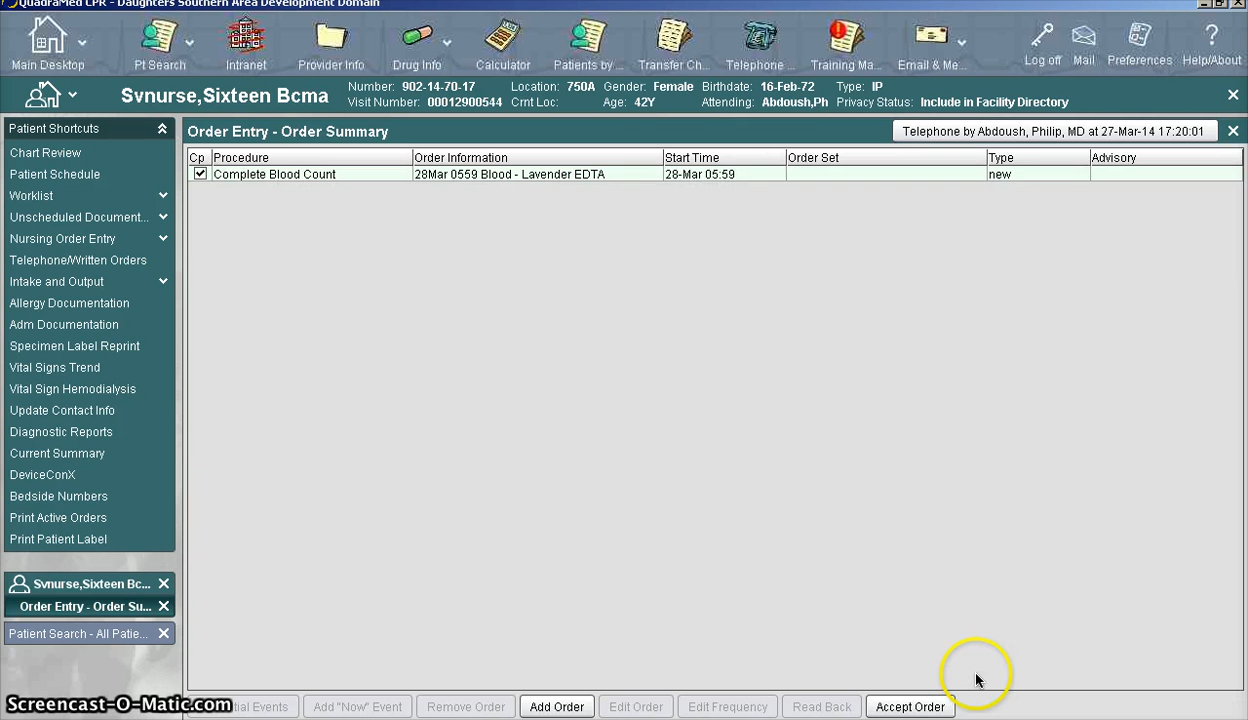 QuadraMed CPR - Daughters Southern Area Development Domain
Main Desktop
Pt Search
Intranet
Provider Info
Drug Info
Calculator
Patients by ...
Transfer Ch...
Telephone ...
Training Ma...
Email & Me...
Log off
Mail
Preferences
Help/About
Svnurse,Sixteen Bcma
Number: 902-14-70-17 Location: 750A Gender: Female Birthdate: 16-Feb-72 Type: IP
Visit Number: 00012900544 Crnt Loc: Age: 42Y Attending: Abdoush,Ph Privacy Status: Include in Facility Directory
Patient Shortcuts
Chart Review
Patient Schedule
Worklist
Unscheduled Document...
Nursing Order Entry
Telephone/Written Orders
Intake and Output
Allergy Documentation
Adm Documentation
Specimen Label Reprint
Vital Signs Trend
Vital Sign Hemodialysis
Update Contact Info
Diagnostic Reports
Current Summary
DeviceConX
Bedside Numbers
Print Active Orders
Print Patient Label
Svnurse,Sixteen Bc...
Order Entry - Order Su...
Patient Search - All Patie...
Order Entry - Order Summary
Telephone by Abdoush, Philip, MD at 27-Mar-14 17:20:01
Cp Procedure Order Information Start Time Order Set Type Advisory
Complete Blood Count 28Mar 0559 Blood - Lavender EDTA 28-Mar 05:59 new
Events Add "Now" Event Remove Order Add Order Edit Order Edit Frequency Read Back Accept Order
Screencast-O-Matic.com